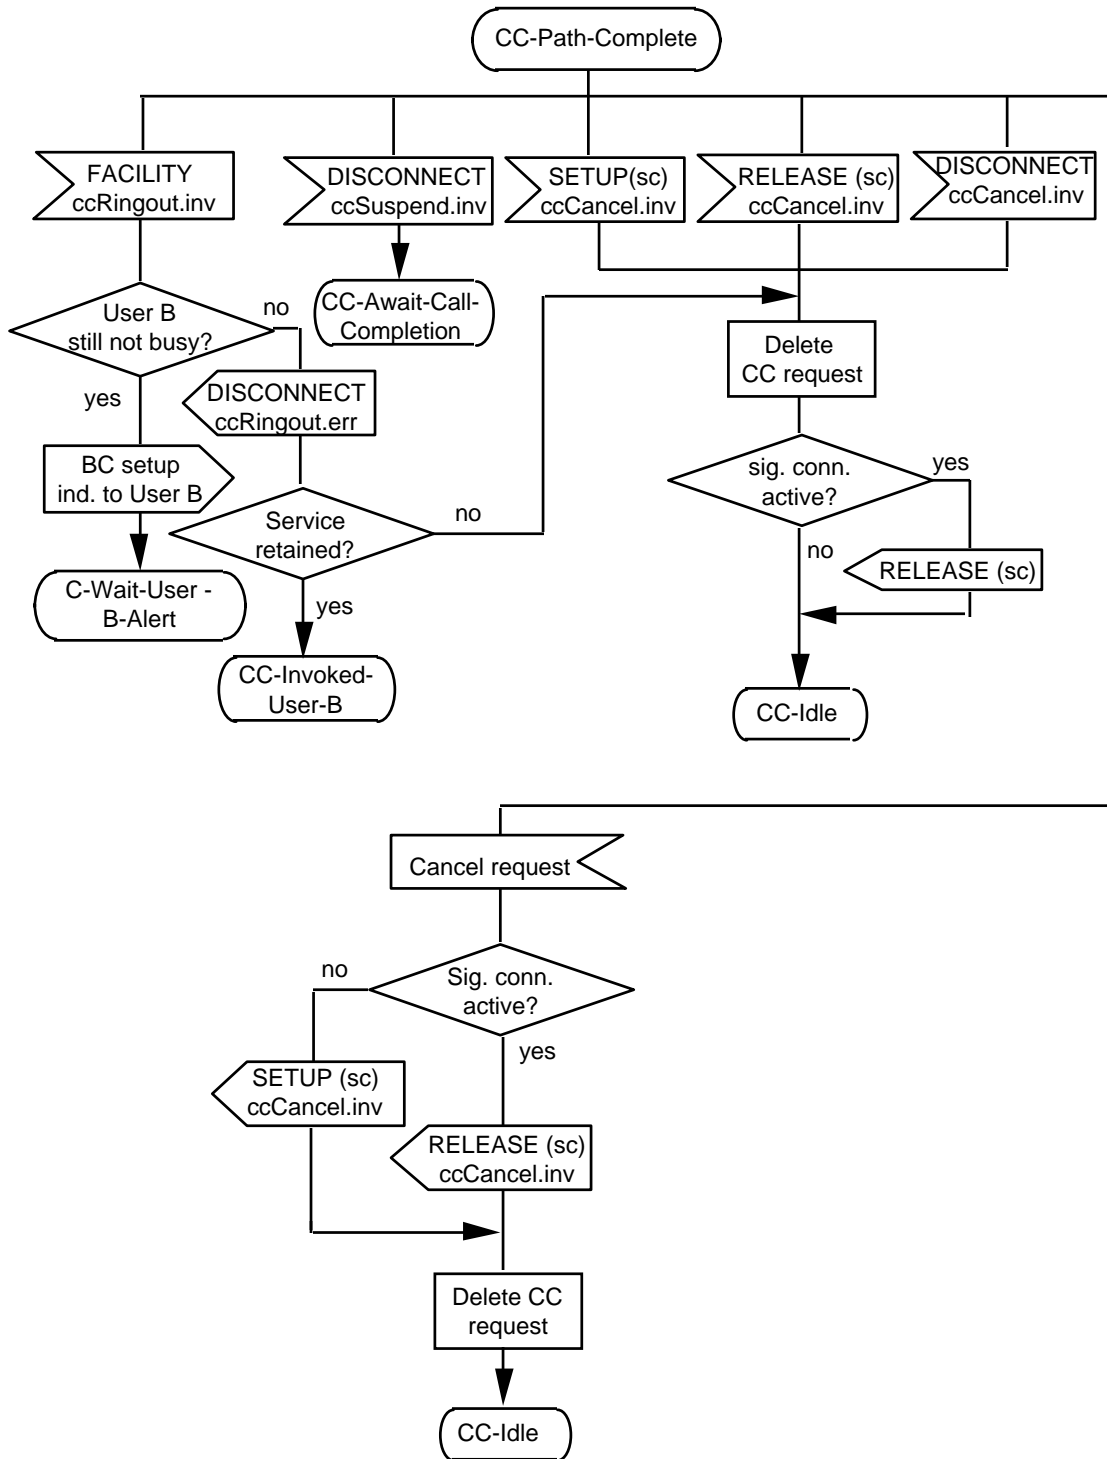 CC-Path-Complete
FACILITY
ccRingout.inv
DISCONNECT
ccSuspend.inv
SETUP(sc)
ccCancel.inv
RELEASE (sc)
ccCancel.inv
DISCONNECT
ccCancel.inv
User B
still not busy?
no
yes
CC-Await-Call-
Completion
DISCONNECT
ccRingout.err
BC setup
ind. to User B
Service
retained?
no
yes
C-Wait-User -
B-Alert
CC-Invoked-
User-B
Delete
CC request
sig. conn.
active?
yes
no
RELEASE (sc)
CC-Idle
Cancel request
Sig. conn.
active?
no
yes
SETUP (sc)
ccCancel.inv
RELEASE (sc)
ccCancel.inv
Delete CC
request
CC-Idle